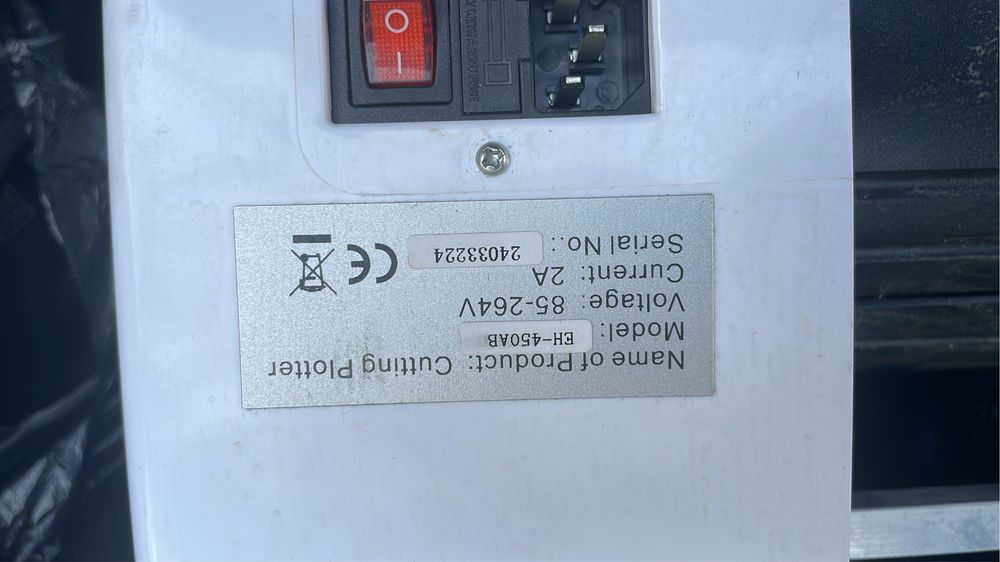 Name of Product: Cutting Plotter
Model: EH-450AB
Voltage: 85-264V
Current: 2A
Serial No.: 24033224
CE